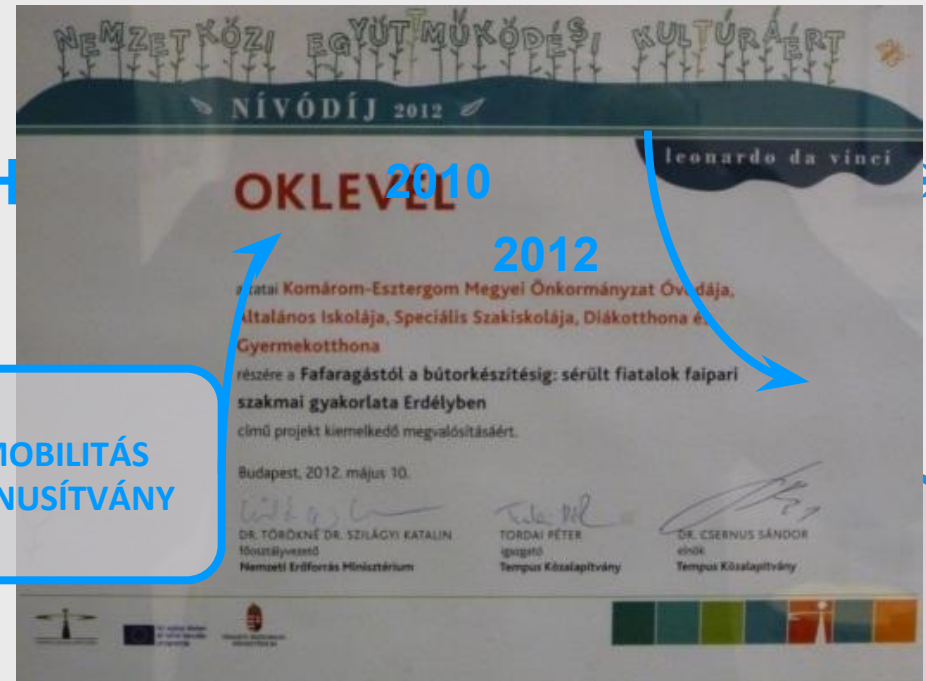 NEMZETKÖZI EGYÜTTMŰKÖDÉSI KULTÚRÁÉRT
NÍVÓDÍJ 2012
leonardo da vinci
H
OKLEVÉL
2010
2012
a tatai Komárom-Esztergom Megyei Önkormányzat Óvodája,
Általános Iskolája, Speciális Szakiskolája, Diákotthona és
Gyermekotthona
részére a Fafaragástól a bútorkészítésig: sérült fiatalok faipari
szakmai gyakorlata Erdélyben
című projekt kiemelkedő megvalósításáért.
MOBILITÁS
NUSÍTVÁNY
Budapest, 2012. május 10.
DR. TÖRÖKNÉ DR. SZILÁGYI KATALIN
főosztályvezető
Nemzeti Erőforrás Minisztérium
TORDAI PÉTER
igazgató
Tempus Közalapítvány
DR. CSERNUS SÁNDOR
elnök
Tempus Közalapítvány